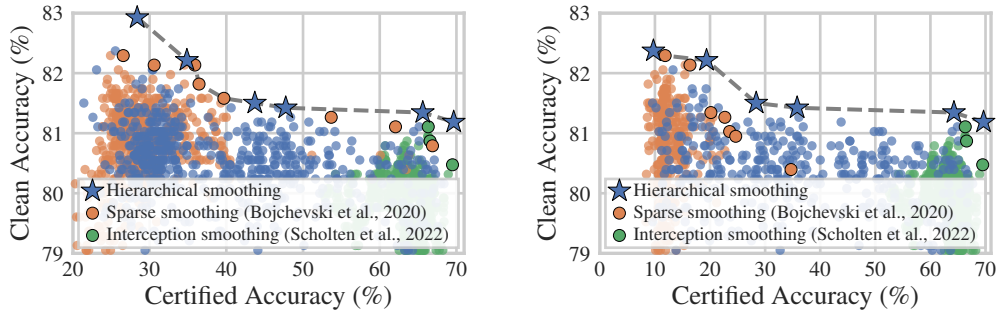 83
82
81
80
79
Clean Accuracy (%)
Hierarchical smoothing
Sparse smoothing (Bojchevski et al., 2020)
Interception smoothing (Scholten et al., 2022)
20 30 40 50 60 70
Certified Accuracy (%)
83
82
81
80
79
Clean Accuracy (%)
Hierarchical smoothing
Sparse smoothing (Bojchevski et al., 2020)
Interception smoothing (Scholten et al., 2022)
0 10 20 30 40 50 60 70
Certified Accuracy (%)